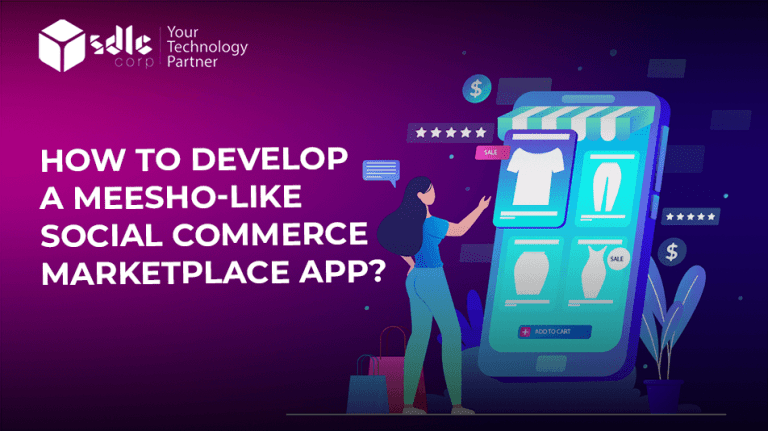 sdlc
corp
Your
Technology
Partner
HOW TO DEVELOP
A MEESHO-LIKE
SOCIAL COMMERCE
MARKETPLACE APP?
$
SALE
SALE
$
+ ADD TO CART